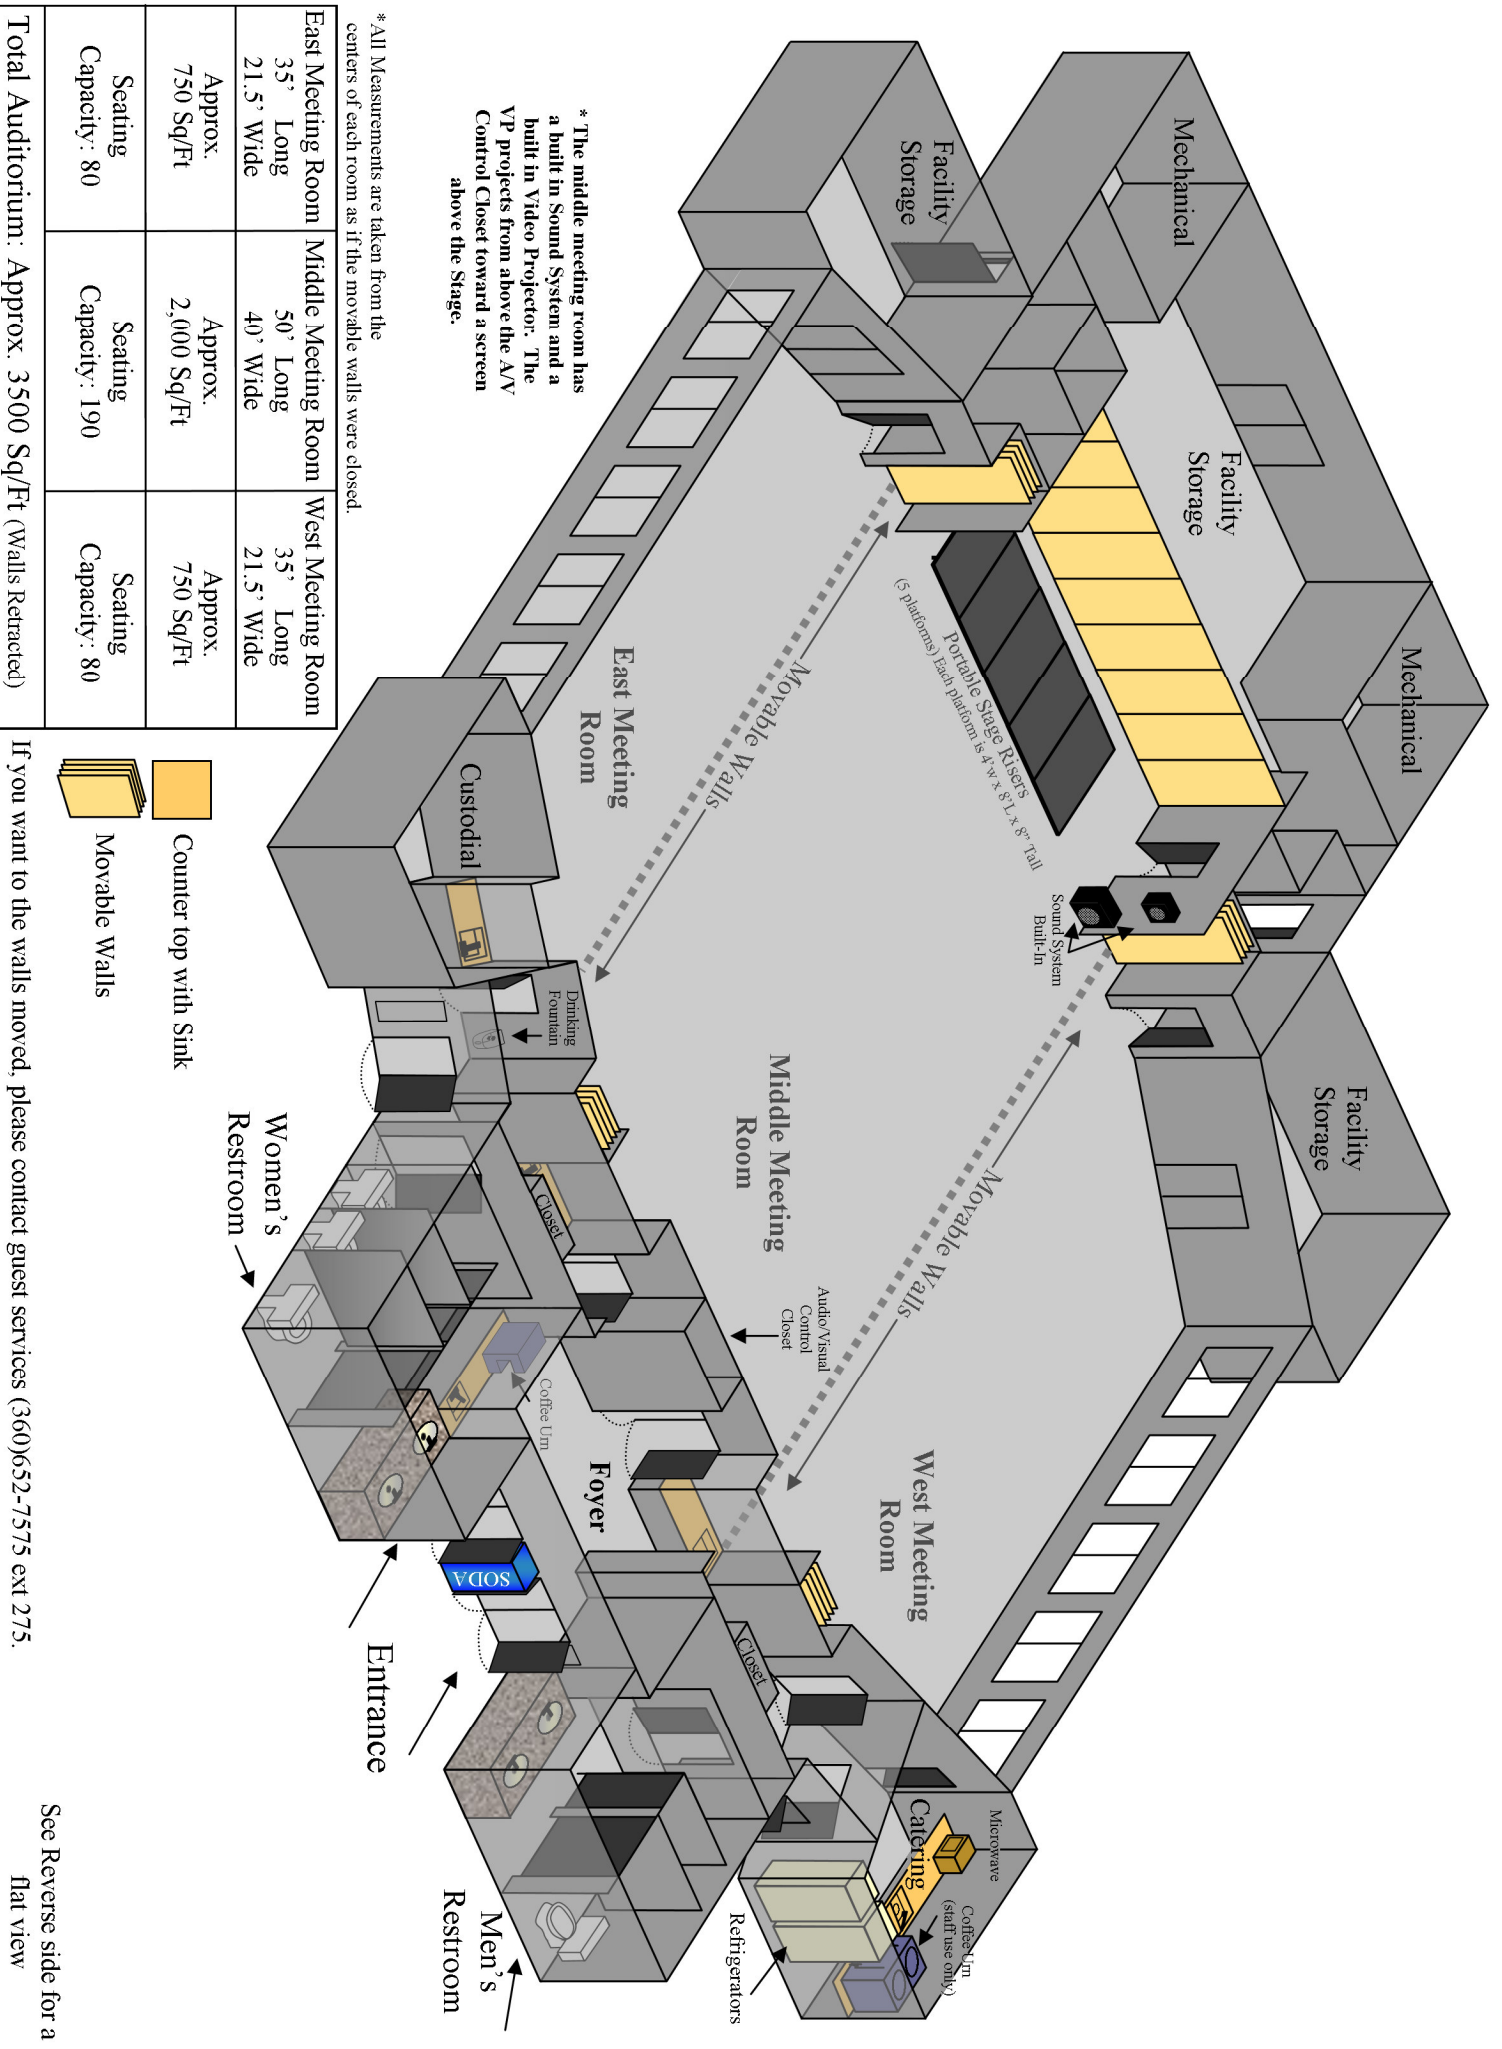 Mechanical
Mechanical
Facility
Storage
Facility
Storage
Facility
Storage
* The middle meeting room has
a built in Sound System and a
built in Video Projector. The
VP projects from above the A/V
Control Closet toward a screen
above the Stage.
Portable Stage Risers
(5 platforms) Each platform is 4'w x 8'L x 8" Tall
Sound System
Built-In
Movable Walls
Movable Walls
East Meeting
Room
Middle Meeting
Room
West Meeting
Room
Audio/Visual
Control
Closet
Custodial
Drinking
Fountain
Closet
Closet
Coffee Urn
Foyer
SODA
Catering
Microwave
Coffee Urn
(staff use only)
Refrigerators
Women's
Restroom
Entrance
Men's
Restroom
*All Measurements are taken from the
centers of each room as if the movable walls were closed.
East Meeting Room Middle Meeting Room West Meeting Room
35' Long 50' Long 35' Long
21.5' Wide 40' Wide 21.5' Wide
Approx. Approx. Approx.
750 Sq/Ft 2,000 Sq/Ft 750 Sq/Ft
Seating Seating Seating
Capacity: 80 Capacity: 190 Capacity: 80
Total Auditorium: Approx. 3500 Sq/Ft (Walls Retracted)
Counter top with Sink
Movable Walls
If you want to the walls moved, please contact guest services (360)652-7575 ext 275.
See Reverse side for a
flat view